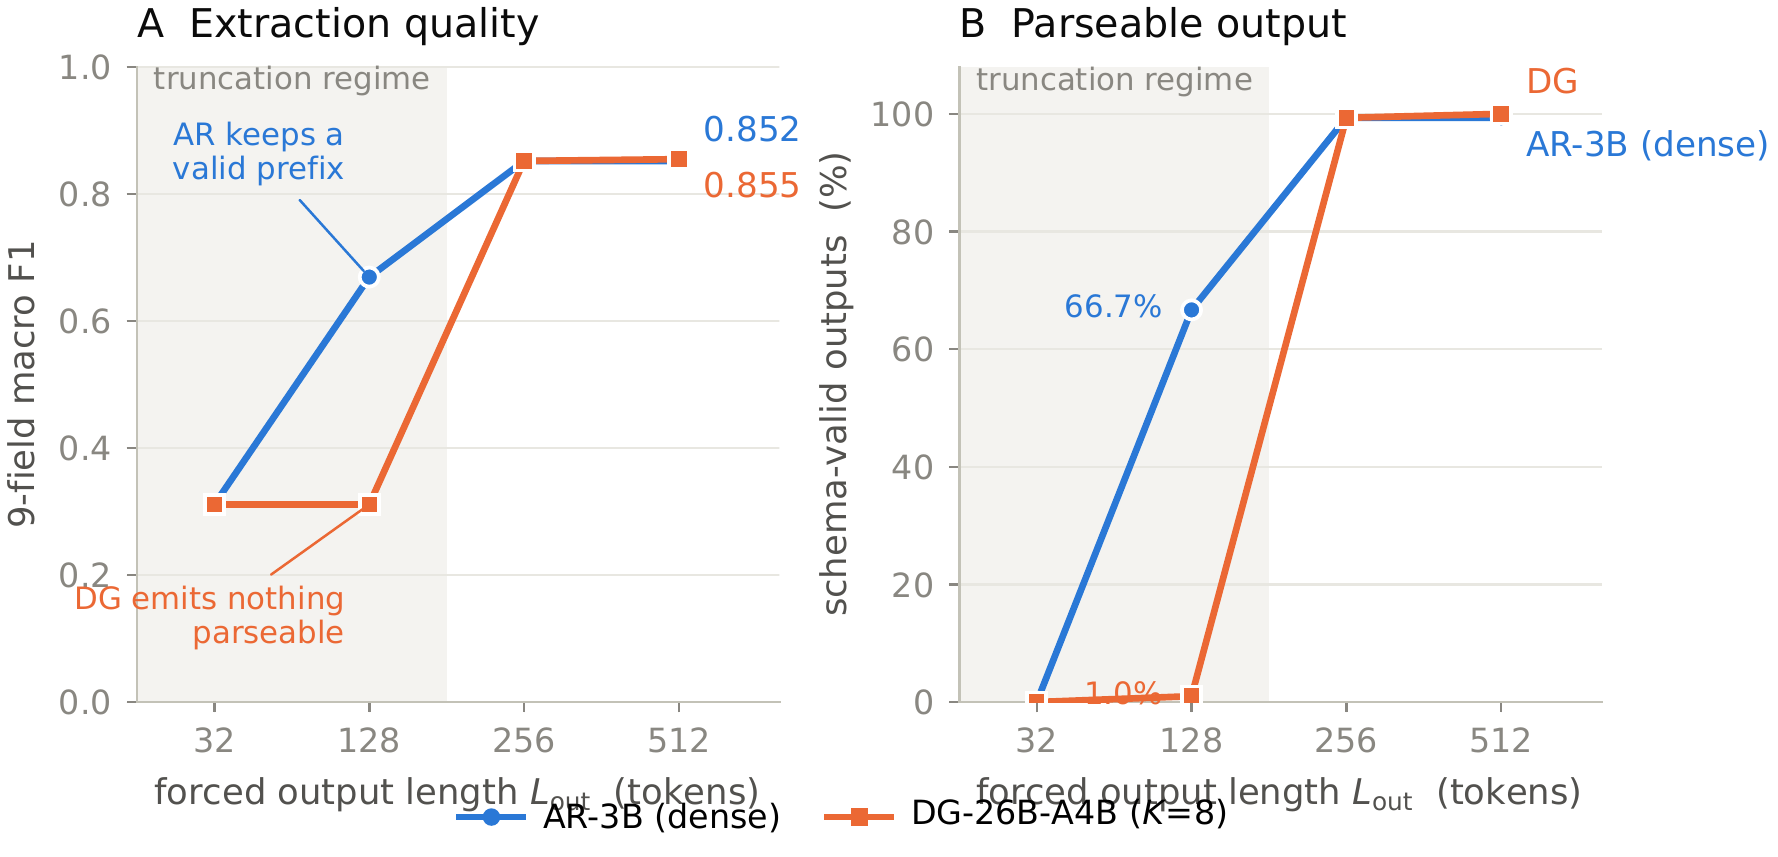 A Extraction quality
1.0
0.8
0.6
0.4
0.2
0.0
9-field macro F1
truncation regime
AR keeps a
valid prefix
0.852
0.855
DG emits nothing
parseable
32 128 256 512
forced output length L_out (tokens)
B Parseable output
100
80
60
40
20
0
schema-valid outputs (%)
truncation regime
DG
AR-3B (dense)
66.7%
1.0%
32 128 256 512
forced output length L_out (tokens)
AR-3B (dense) DG-26B-A4B (K=8)